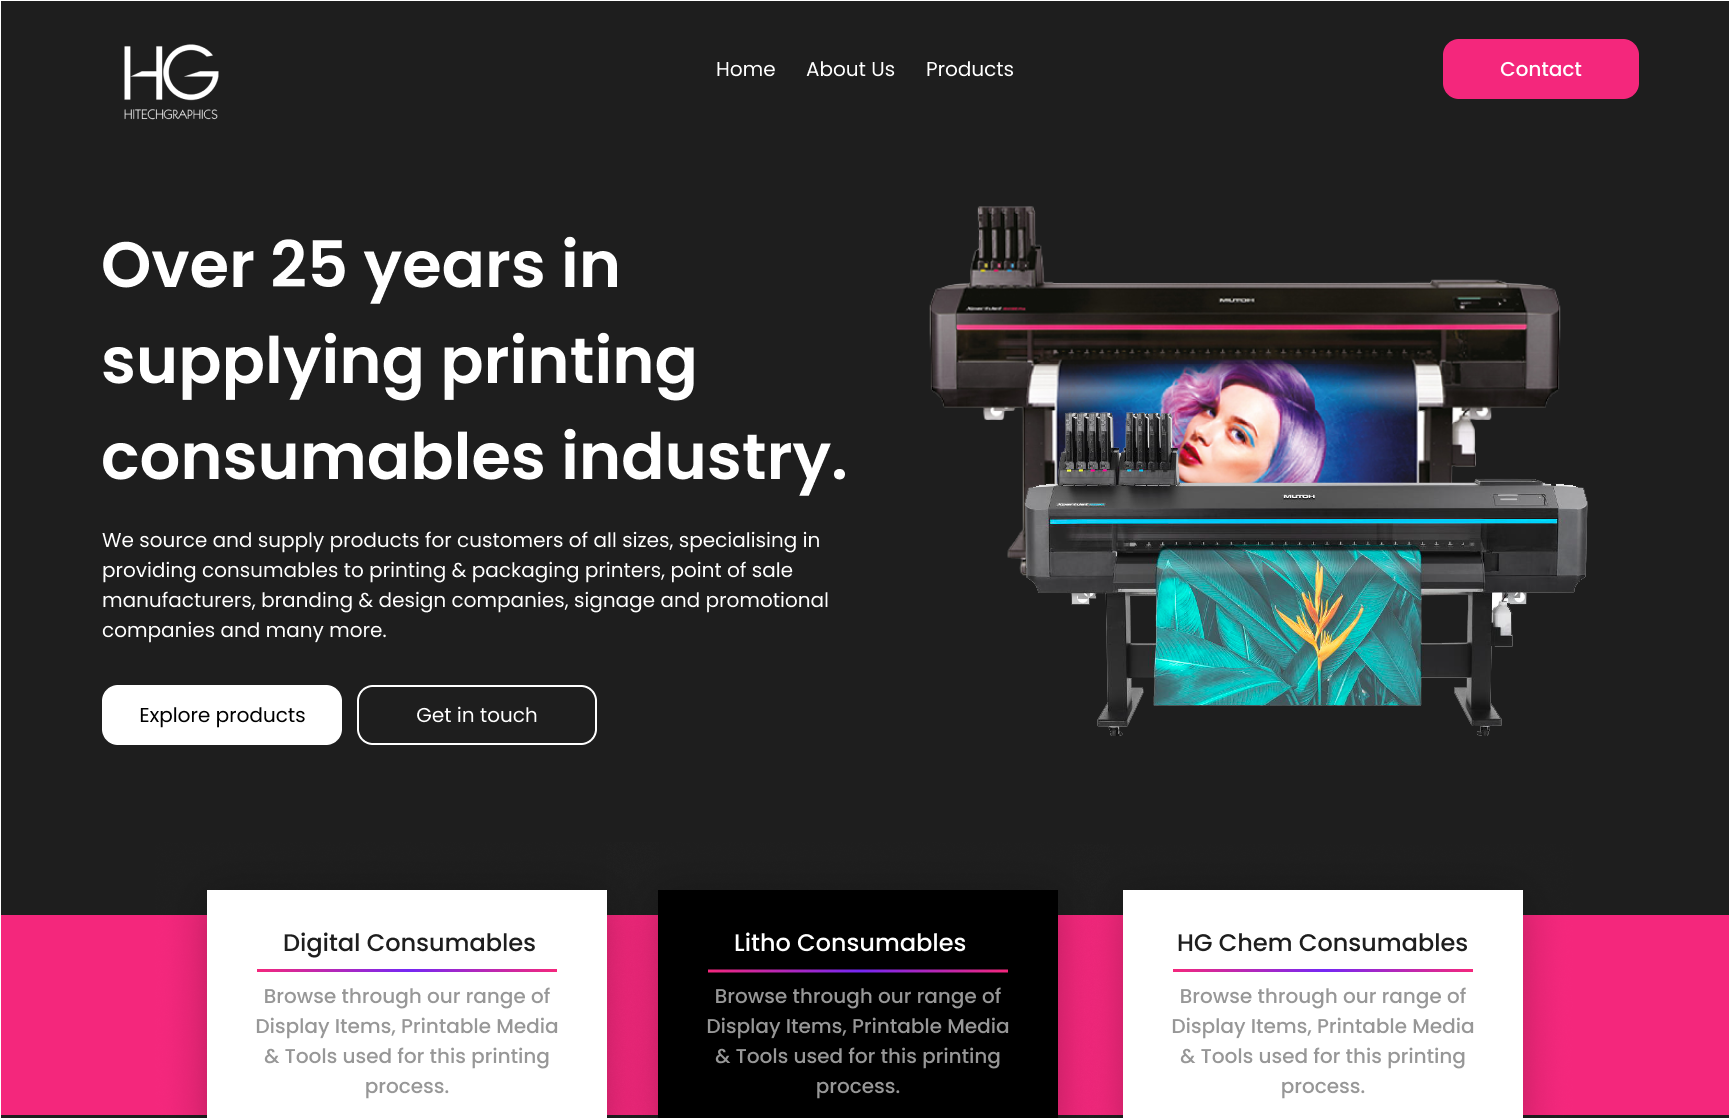 HG
HITECHGRAPHICS
Home About Us Products
Contact
Over 25 years in
supplying printing
consumables industry.
We source and supply products for customers of all sizes, specialising in
providing consumables to printing & packaging printers, point of sale
manufacturers, branding & design companies, signage and promotional
companies and many more.
Explore products
Get in touch
MUTOH
MUTOH
Digital Consumables
Browse through our range of
Display Items, Printable Media
& Tools used for this printing
process.
Litho Consumables
Browse through our range of
Display Items, Printable Media
& Tools used for this printing
process.
HG Chem Consumables
Browse through our range of
Display Items, Printable Media
& Tools used for this printing
process.